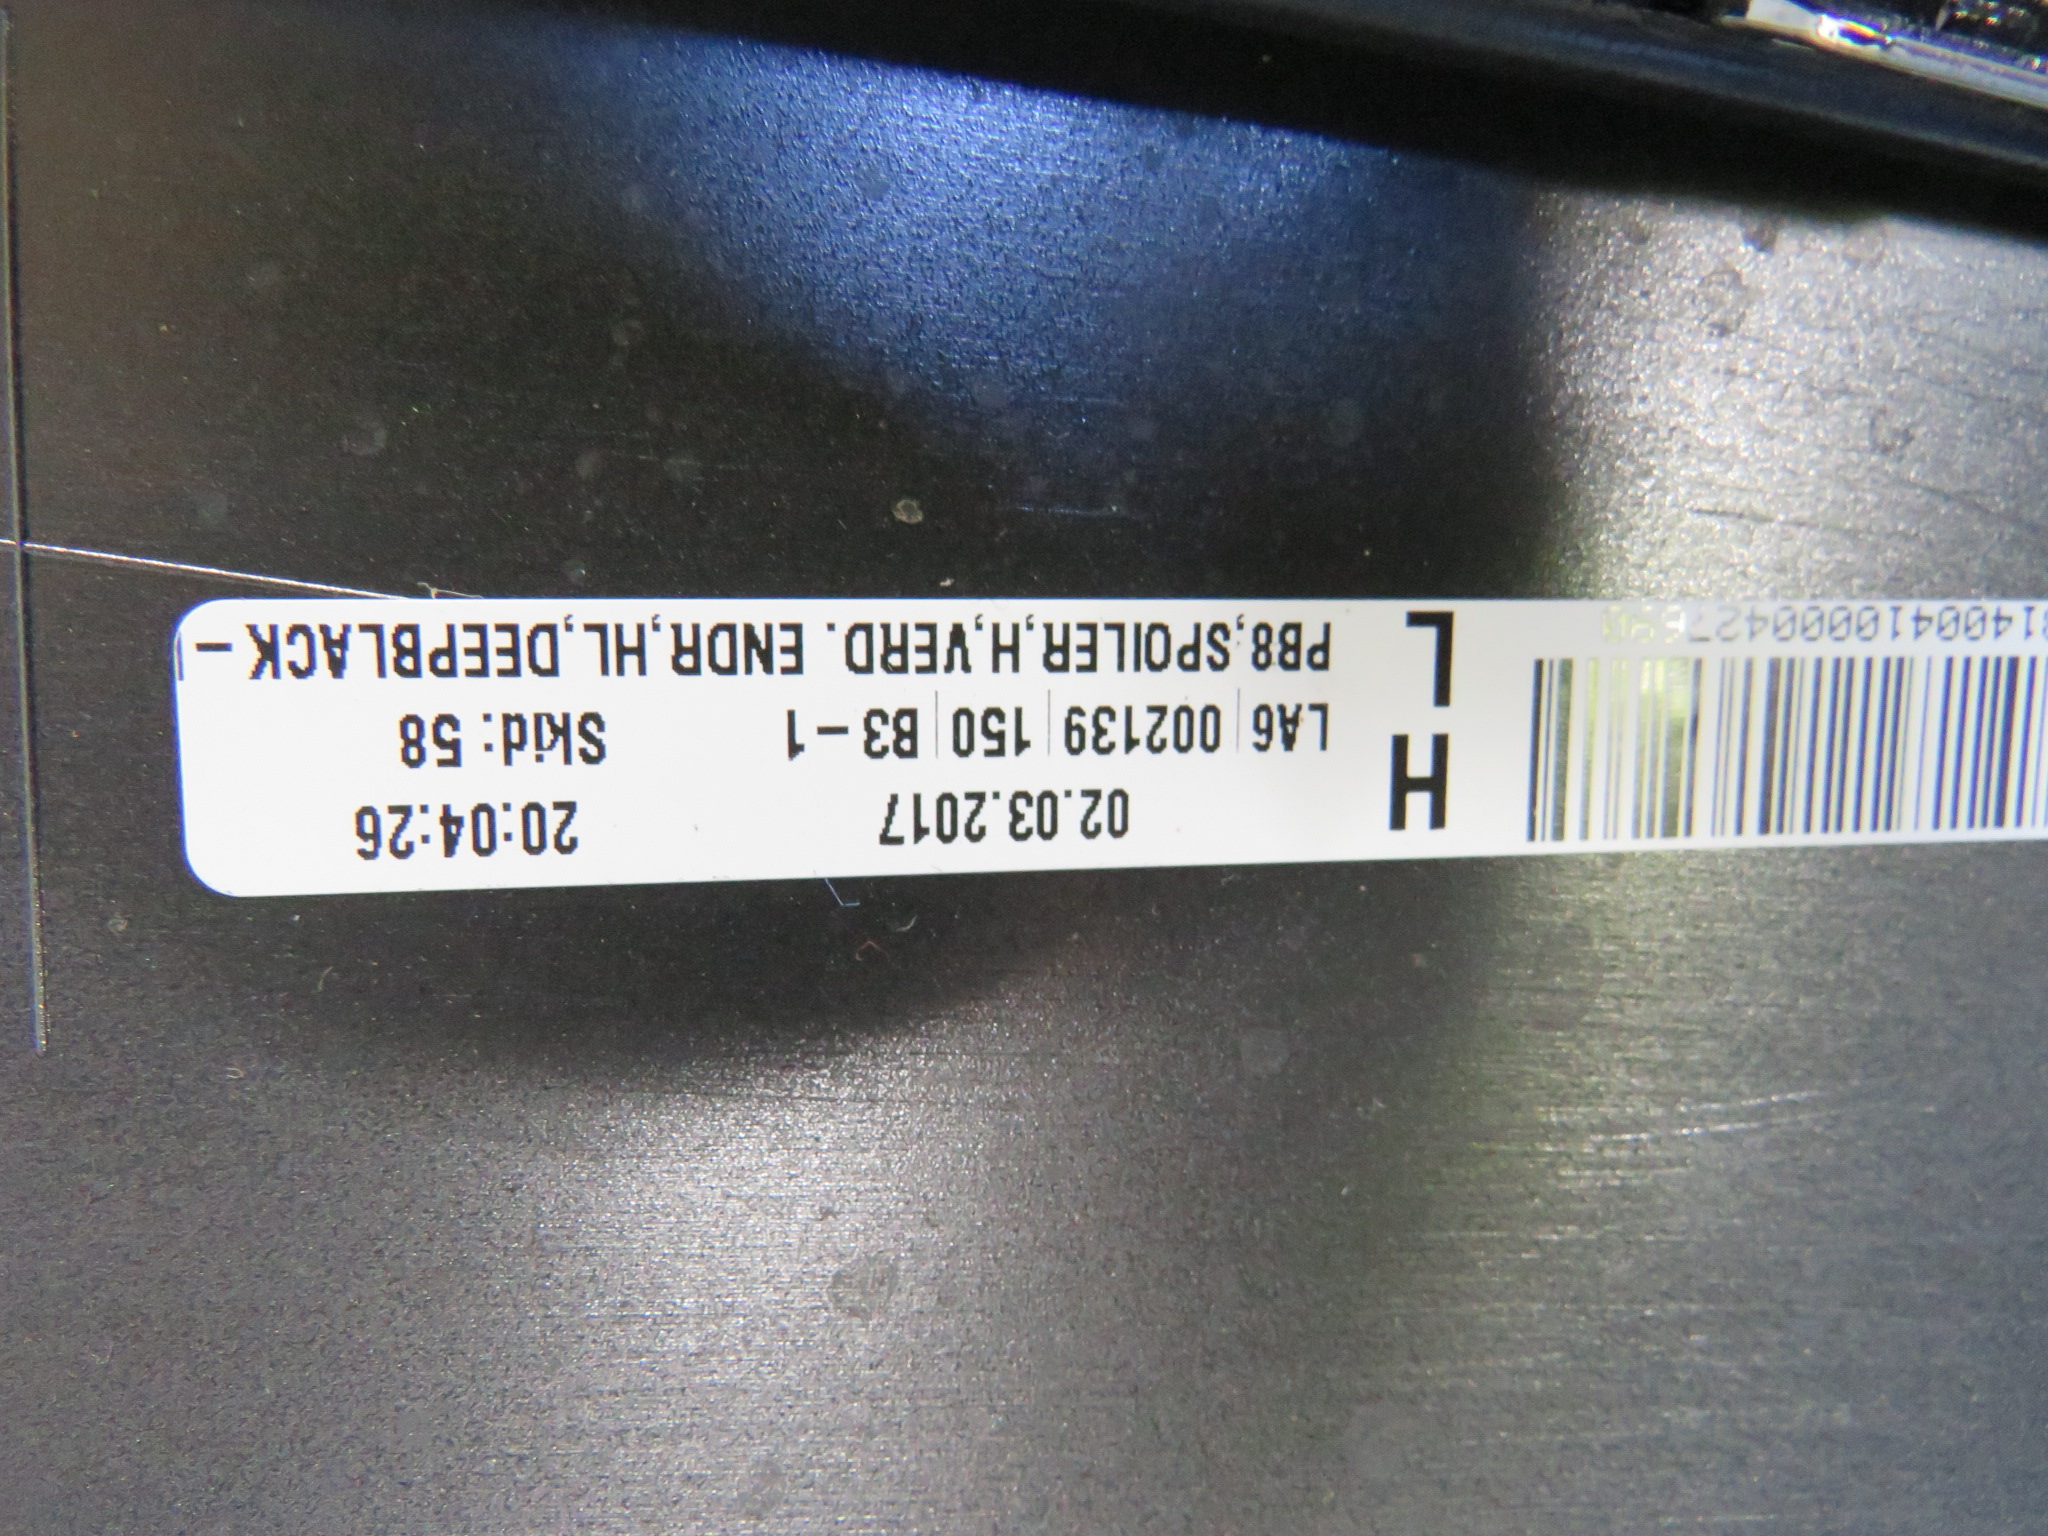 H 02.03.2017 20:04:26
L LA6 002139 150 B3-1 Skid: 58
PB8,SPOILER,H,VERD. ENDR,HL,DEEPBLACK -